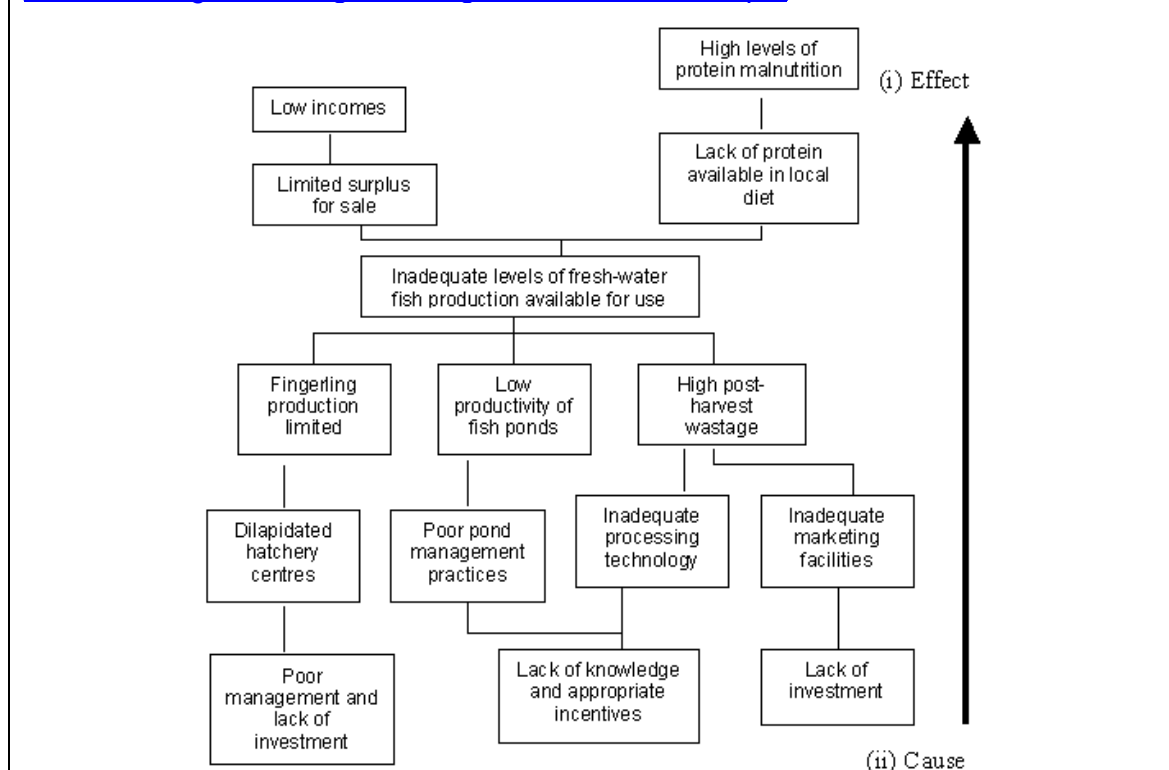 High levels of
protein malnutrition
(i) Effect
Low incomes
Lack of protein
available in local
diet
Limited surplus
for sale
Inadequate levels of fresh-water
fish production available for use
Fingerling
production
limited
Low
productivity of
fish ponds
High post-
harvest
wastage
Dilapidated
hatchery
centres
Poor pond
management
practices
Inadequate
processing
technology
Inadequate
marketing
facilities
Poor
management and
lack of
investment
Lack of knowledge
and appropriate
incentives
Lack of
investment
(ii) Cause